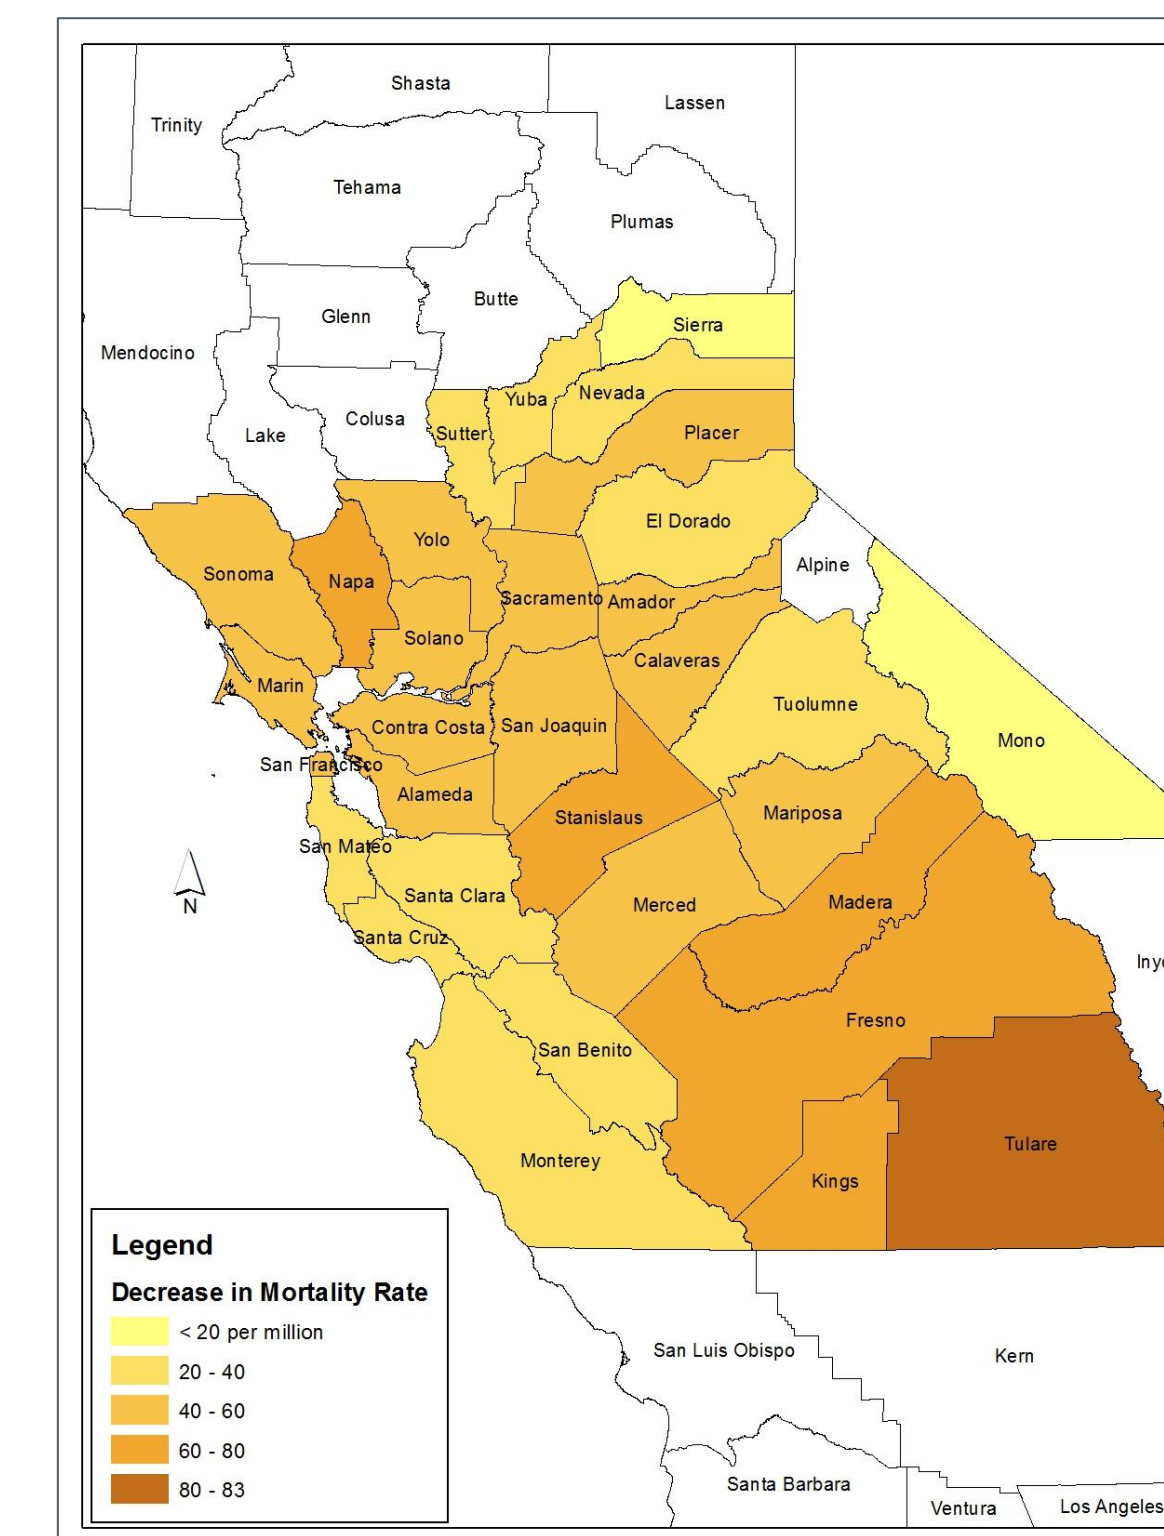 Shasta
Lassen
Trinity
Tehama
Plumas
Butte
Glenn
Sierra
Mendocino
Nevada
Yuba
Colusa
Lake
Sutter
Placer
El Dorado
Yolo
Alpine
Sonoma
Napa
Sacramento
Amador
Solano
Calaveras
Marin
Tuolumne
Contra Costa
San Joaquin
Mono
San Francisco
Alameda
Mariposa
Stanislaus
San Mateo
Santa Clara
Merced
Madera
N
Santa Cruz
Inyo
Fresno
San Benito
Tulare
Monterey
Kings
Legend
Decrease in Mortality Rate
< 20 per million
20 - 40
40 - 60
60 - 80
80 - 83
San Luis Obispo
Kern
Santa Barbara
Ventura
Los Angeles